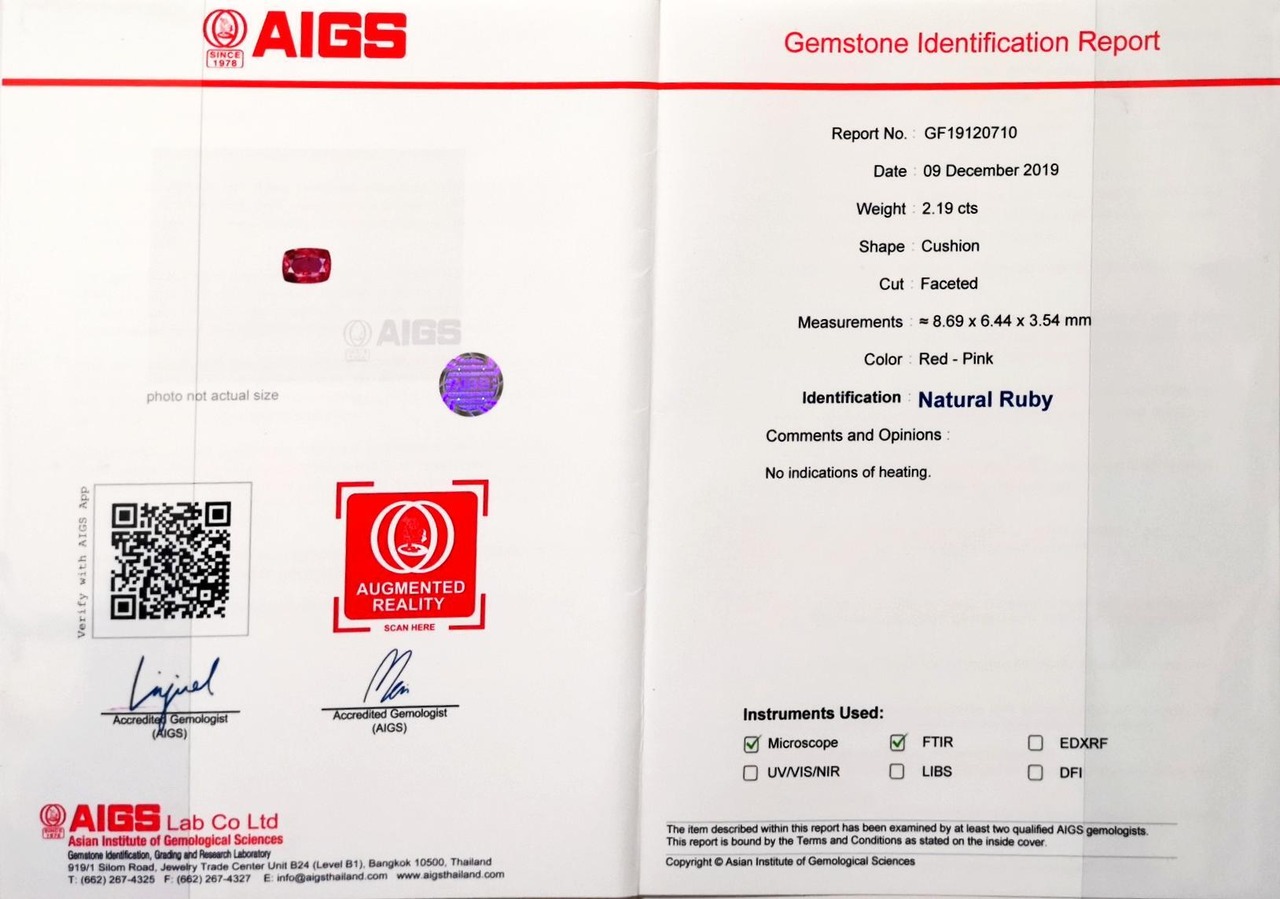 SINCE
1978
AIGS
Gemstone Identification Report
Report No. : GF19120710
Date : 09 December 2019
Weight : 2.19 cts
Shape : Cushion
Cut : Faceted
Measurements : ≈ 8.69 x 6.44 x 3.54 mm
Color : Red - Pink
Identification : Natural Ruby
Comments and Opinions :
No indications of heating.
AIGS
photo not actual size
AIGS
Verify with AIGS App
AUGMENTED
REALITY
SCAN HERE
Accredited Gemologist
(AIGS)
Accredited Gemologist
(AIGS)
Instruments Used:
Microscope FTIR EDXRF
UV/VIS/NIR LIBS DFI
AIGS Lab Co Ltd
Asian Institute of Gemological Sciences
Gemstone Identification, Grading and Research Laboratory
919/1 Silom Road, Jewelry Trade Center Unit B24 (Level B1), Bangkok 10500, Thailand
T: (662) 267-4325 F: (662) 267-4327 E: info@aigsthailand.com www.aigsthailand.com
The item described within this report has been examined by at least two qualified AIGS gemologists.
This report is bound by the Terms and Conditions as stated on the inside cover.
Copyright © Asian Institute of Gemological Sciences